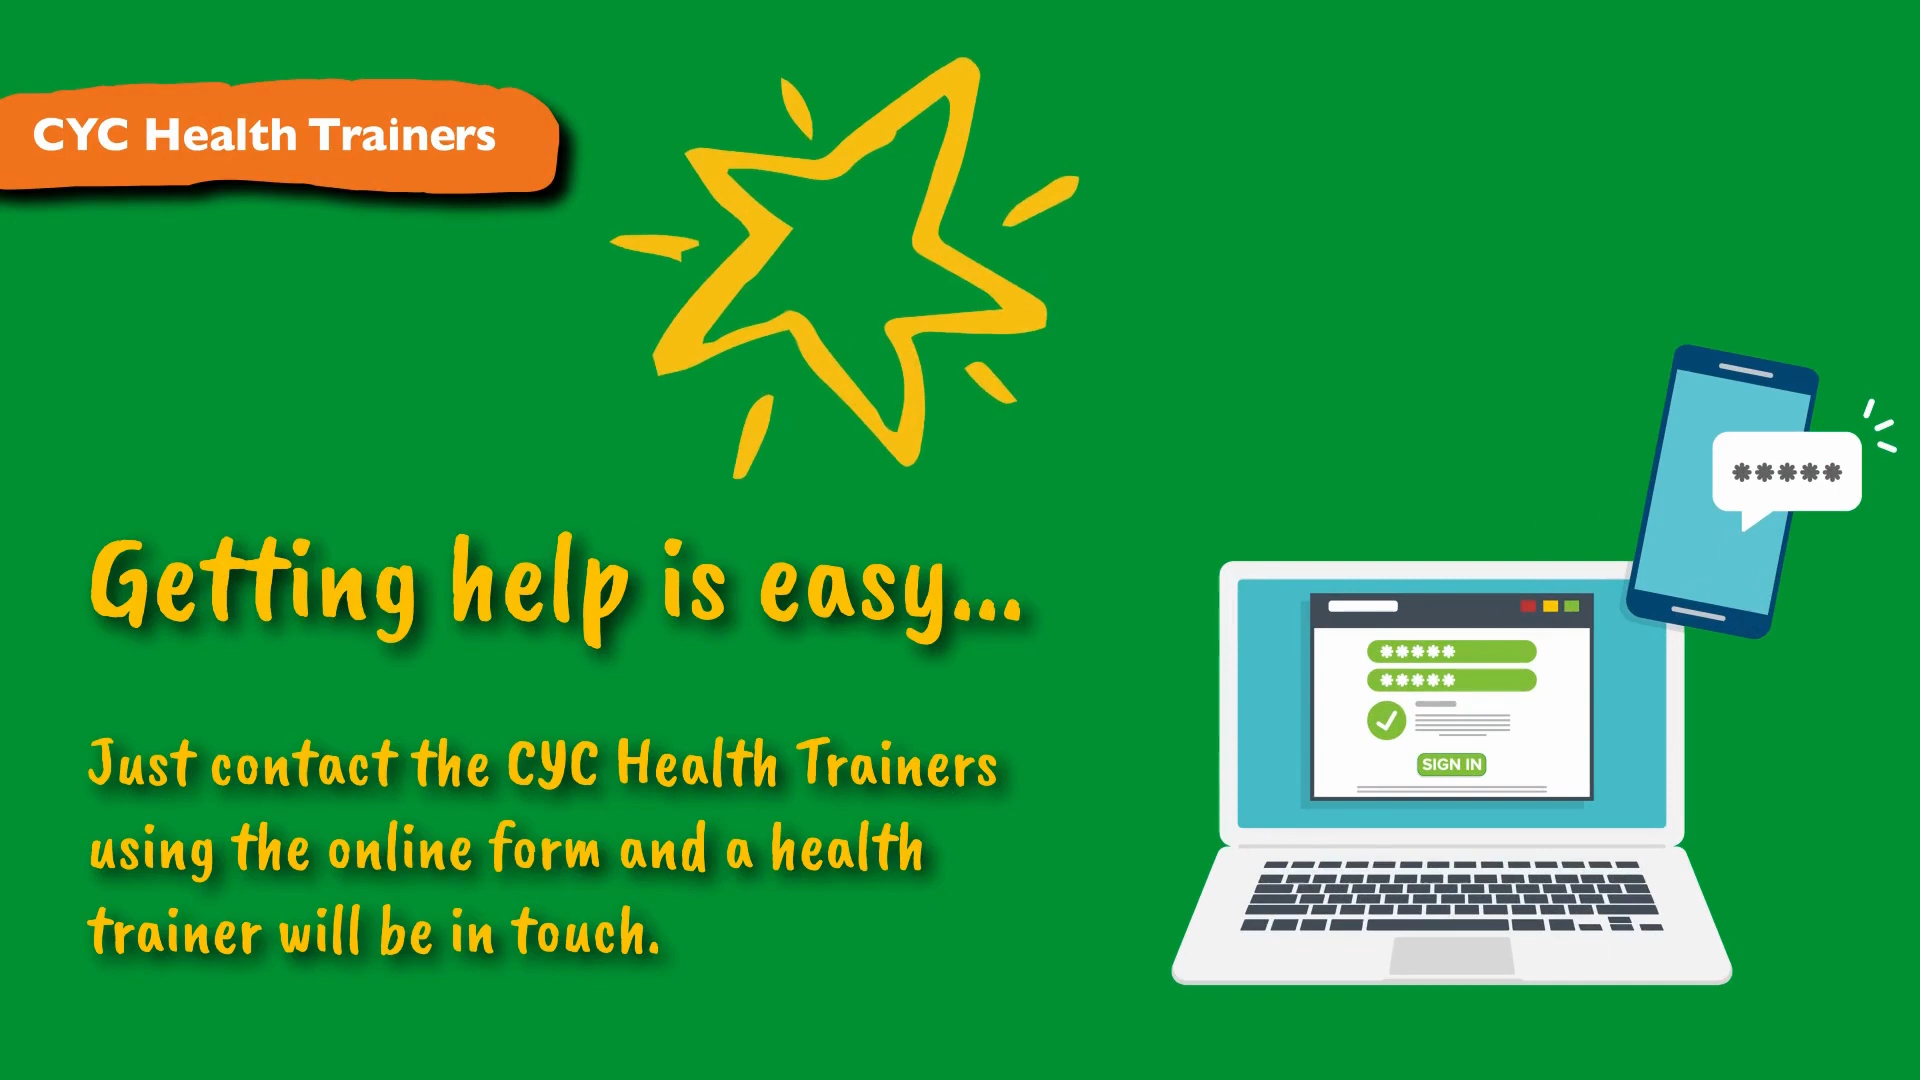 CYC Health Trainers
Getting help is easy...
Just contact the CYC Health Trainers
using the online form and a health
trainer will be in touch.
*****
*****
*****
SIGN IN